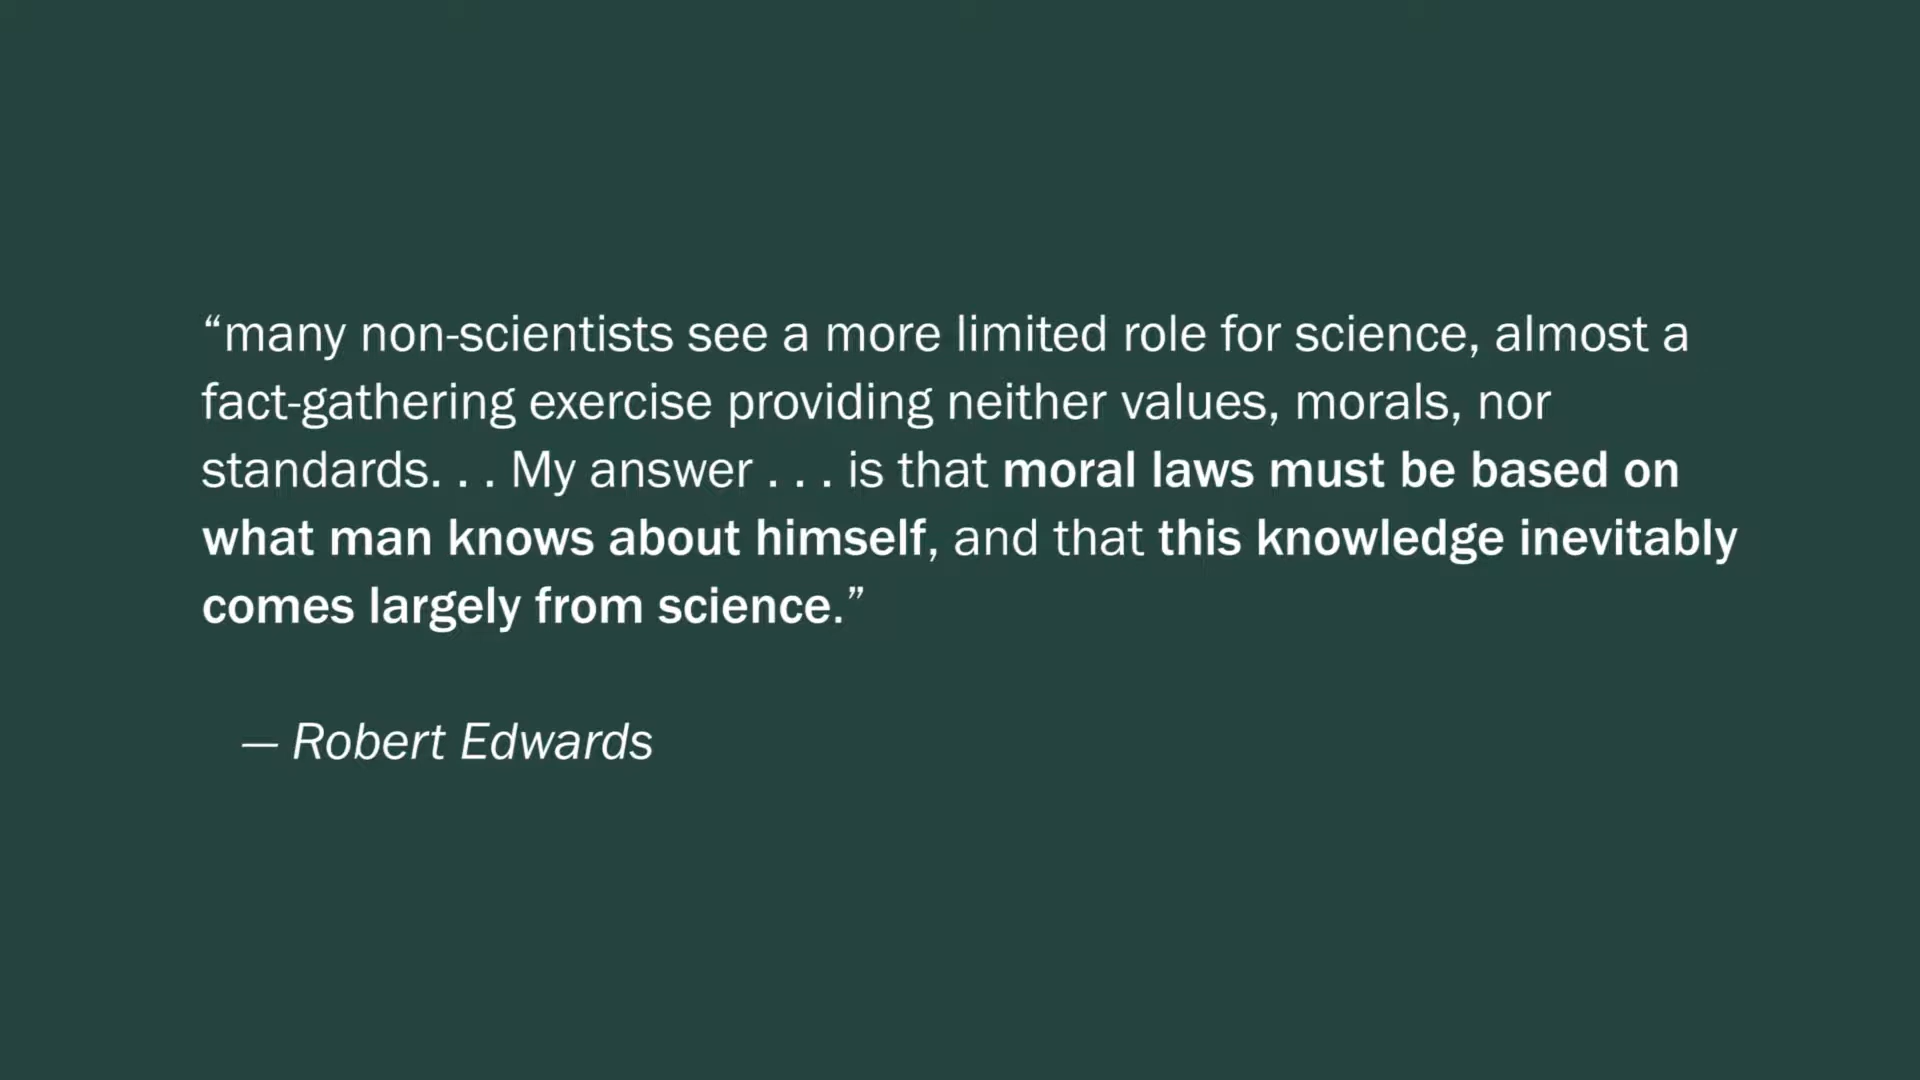 “many non-scientists see a more limited role for science, almost a
fact-gathering exercise providing neither values, morals, nor
standards. . . My answer . . . is that moral laws must be based on
what man knows about himself, and that this knowledge inevitably
comes largely from science.”
— Robert Edwards